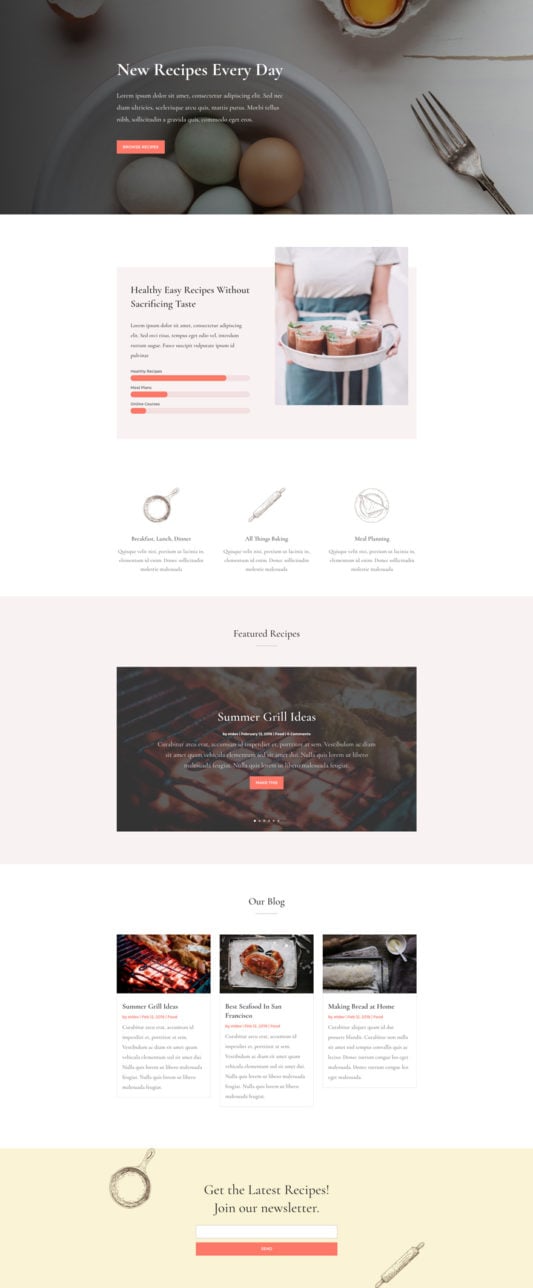 New Recipes Every Day
Lorem ipsum dolor sit amet, consectetur adipiscing elit. Sed nec
diam ultricies, scelerisque arcu quis, mattis purus. Morbi tellus
nibh, sollicitudin a gravida quis, commodo eget eros.
BROWSE RECIPES
Healthy Easy Recipes Without
Sacrificing Taste
Lorem ipsum dolor sit amet, consectetur adipiscing
elit. Sed orci risus, tempus eget odio vel, interdum
rutrum augue. Fusce suscipit vulputate ipsum id
pulvinar.
Healthy Recipes
Meal Plans
Online Courses
Breakfast, Lunch, Dinner
Quisque velit nisi, pretium ut lacinia in,
elementum id enim. Donec sollicitudin
molestie malesuada.
All Things Baking
Quisque velit nisi, pretium ut lacinia in,
elementum id enim. Donec sollicitudin
molestie malesuada.
Meal Planning
Quisque velit nisi, pretium ut lacinia in,
elementum id enim. Donec sollicitudin
molestie malesuada.
Featured Recipes
Summer Grill Ideas
by etdev | February 12, 2018 | Food | 0 Comments
Curabitur arcu erat, accumsan id imperdiet et, porttitor at sem. Vestibulum ac diam
sit amet quam vehicula elementum sed sit amet dui. Nulla quis lorem ut libero
malesuada feugiat. Nulla quis lorem ut libero malesuada feugiat.
MAKE THIS
Our Blog
Summer Grill Ideas
by etdev | Feb 12, 2018 | Food
Curabitur arcu erat, accumsan id
imperdiet et, porttitor at sem.
Vestibulum ac diam sit amet quam
vehicula elementum sed sit amet dui.
Nulla quis lorem ut libero malesuada
feugiat. Nulla quis lorem ut libero
malesuada feugiat.
Best Seafood In San
Francisco
by etdev | Feb 12, 2018 | Food
Curabitur arcu erat, accumsan id
imperdiet et, porttitor at sem.
Vestibulum ac diam sit amet quam
vehicula elementum sed sit amet dui.
Nulla quis lorem ut libero malesuada
feugiat. Nulla quis lorem ut libero
malesuada feugiat.
Making Bread at Home
by etdev | Feb 12, 2018 | Food
Curabitur aliquet quam id dui
posuere blandit. Curabitur non nulla
sit amet nisl tempus convallis quis ac
lectus. Donec rutrum congue leo eget
malesuada. Donec rutrum congue leo
eget malesuada.
Get the Latest Recipes!
Join our newsletter.
SEND